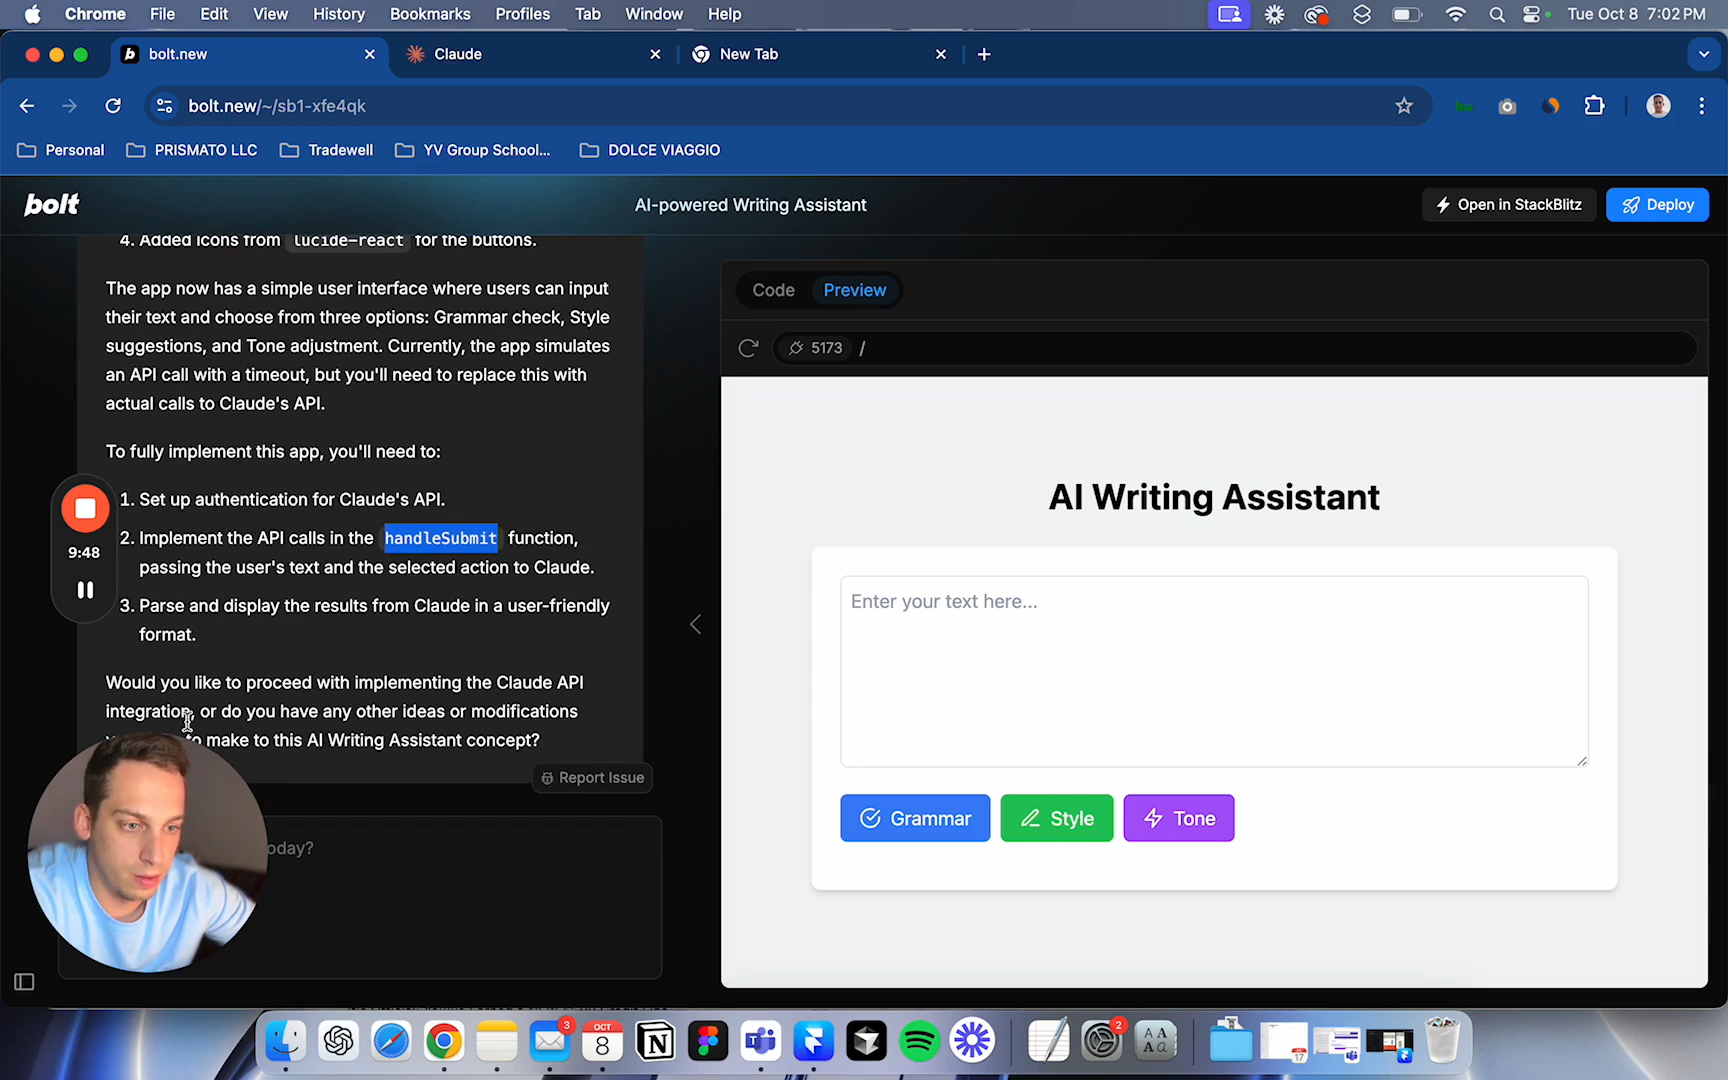 Chrome File Edit View History Bookmarks Profiles Tab Window Help
Tue Oct 8 7:02 PM
bolt.new
Claude
New Tab
bolt.new/~/sb1-xfe4qk
Personal
PRISMATO LLC
Tradewell
YV Group School...
DOLCE VIAGGIO
bolt
AI-powered Writing Assistant
Open in StackBlitz
Deploy
4. Added icons from lucide-react for the buttons.
The app now has a simple user interface where users can input
their text and choose from three options: Grammar check, Style
suggestions, and Tone adjustment. Currently, the app simulates
an API call with a timeout, but you'll need to replace this with
actual calls to Claude's API.
To fully implement this app, you'll need to:
1. Set up authentication for Claude's API.
2. Implement the API calls in the handleSubmit function,
passing the user's text and the selected action to Claude.
3. Parse and display the results from Claude in a user-friendly
format.
Would you like to proceed with implementing the Claude API
integration, or do you have any other ideas or modifications
to make to this AI Writing Assistant concept?
Report Issue
oday?
9:48
Code
Preview
5173 /
AI Writing Assistant
Enter your text here...
Grammar
Style
Tone
3
OCT
8
2
17